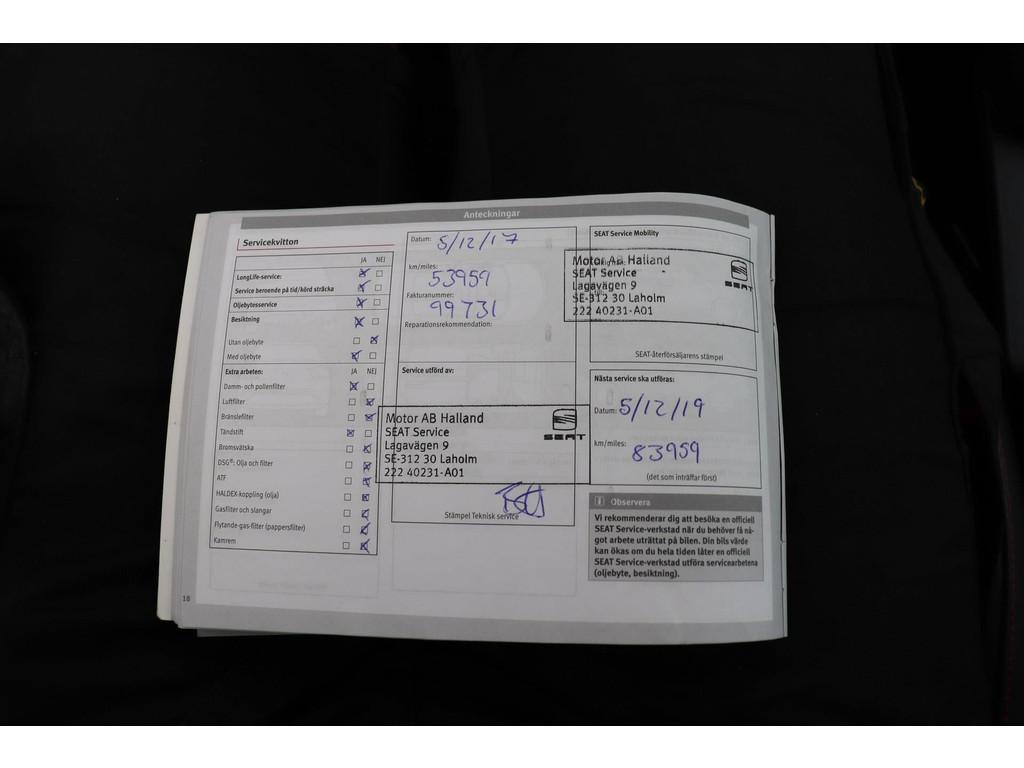 Anteckningar
Servicekvitton
JA NEJ
LongLife-service:
Service beroende på tid/körd sträcka
Oljebytesservice
Besiktning
Utan oljebyte
Med oljebyte
Extra arbeten: JA NEJ
Damm- och pollenfilter
Luftfilter
Bränslefilter
Tändstift
Bromsvätska
DSG®: Olja och filter
ATF
HALDEX-koppling (olja)
Gasfilter och slangar
Flytande-gas-filter (pappersfilter)
Kamrem
18
Datum: 5/12/17
km/miles:
53959
Fakturanummer:
99731
Reparationsrekommendation:
Service utförd av:
Motor AB Halland
SEAT Service
Lagavägen 9
SE-312 30 Laholm
222 40231-A01
SEAT
Stämpel Teknisk service
SEAT Service Mobility
Motor AB Halland
SEAT Service
Lagavägen 9
SE-312 30 Laholm
222 40231-A01
SEAT
SEAT-återförsäljarens stämpel
Nästa service ska utföras:
Datum: 5/12/19
km/miles:
83959
(det som inträffar först)
Observera
Vi rekommenderar dig att besöka en officiell
SEAT Service-verkstad när du behöver få nå-
got arbete uträttat på bilen. Din bils värde
kan ökas om du hela tiden låter en officiell
SEAT Service-verkstad utföra servicearbetena
(oljebyte, besiktning).